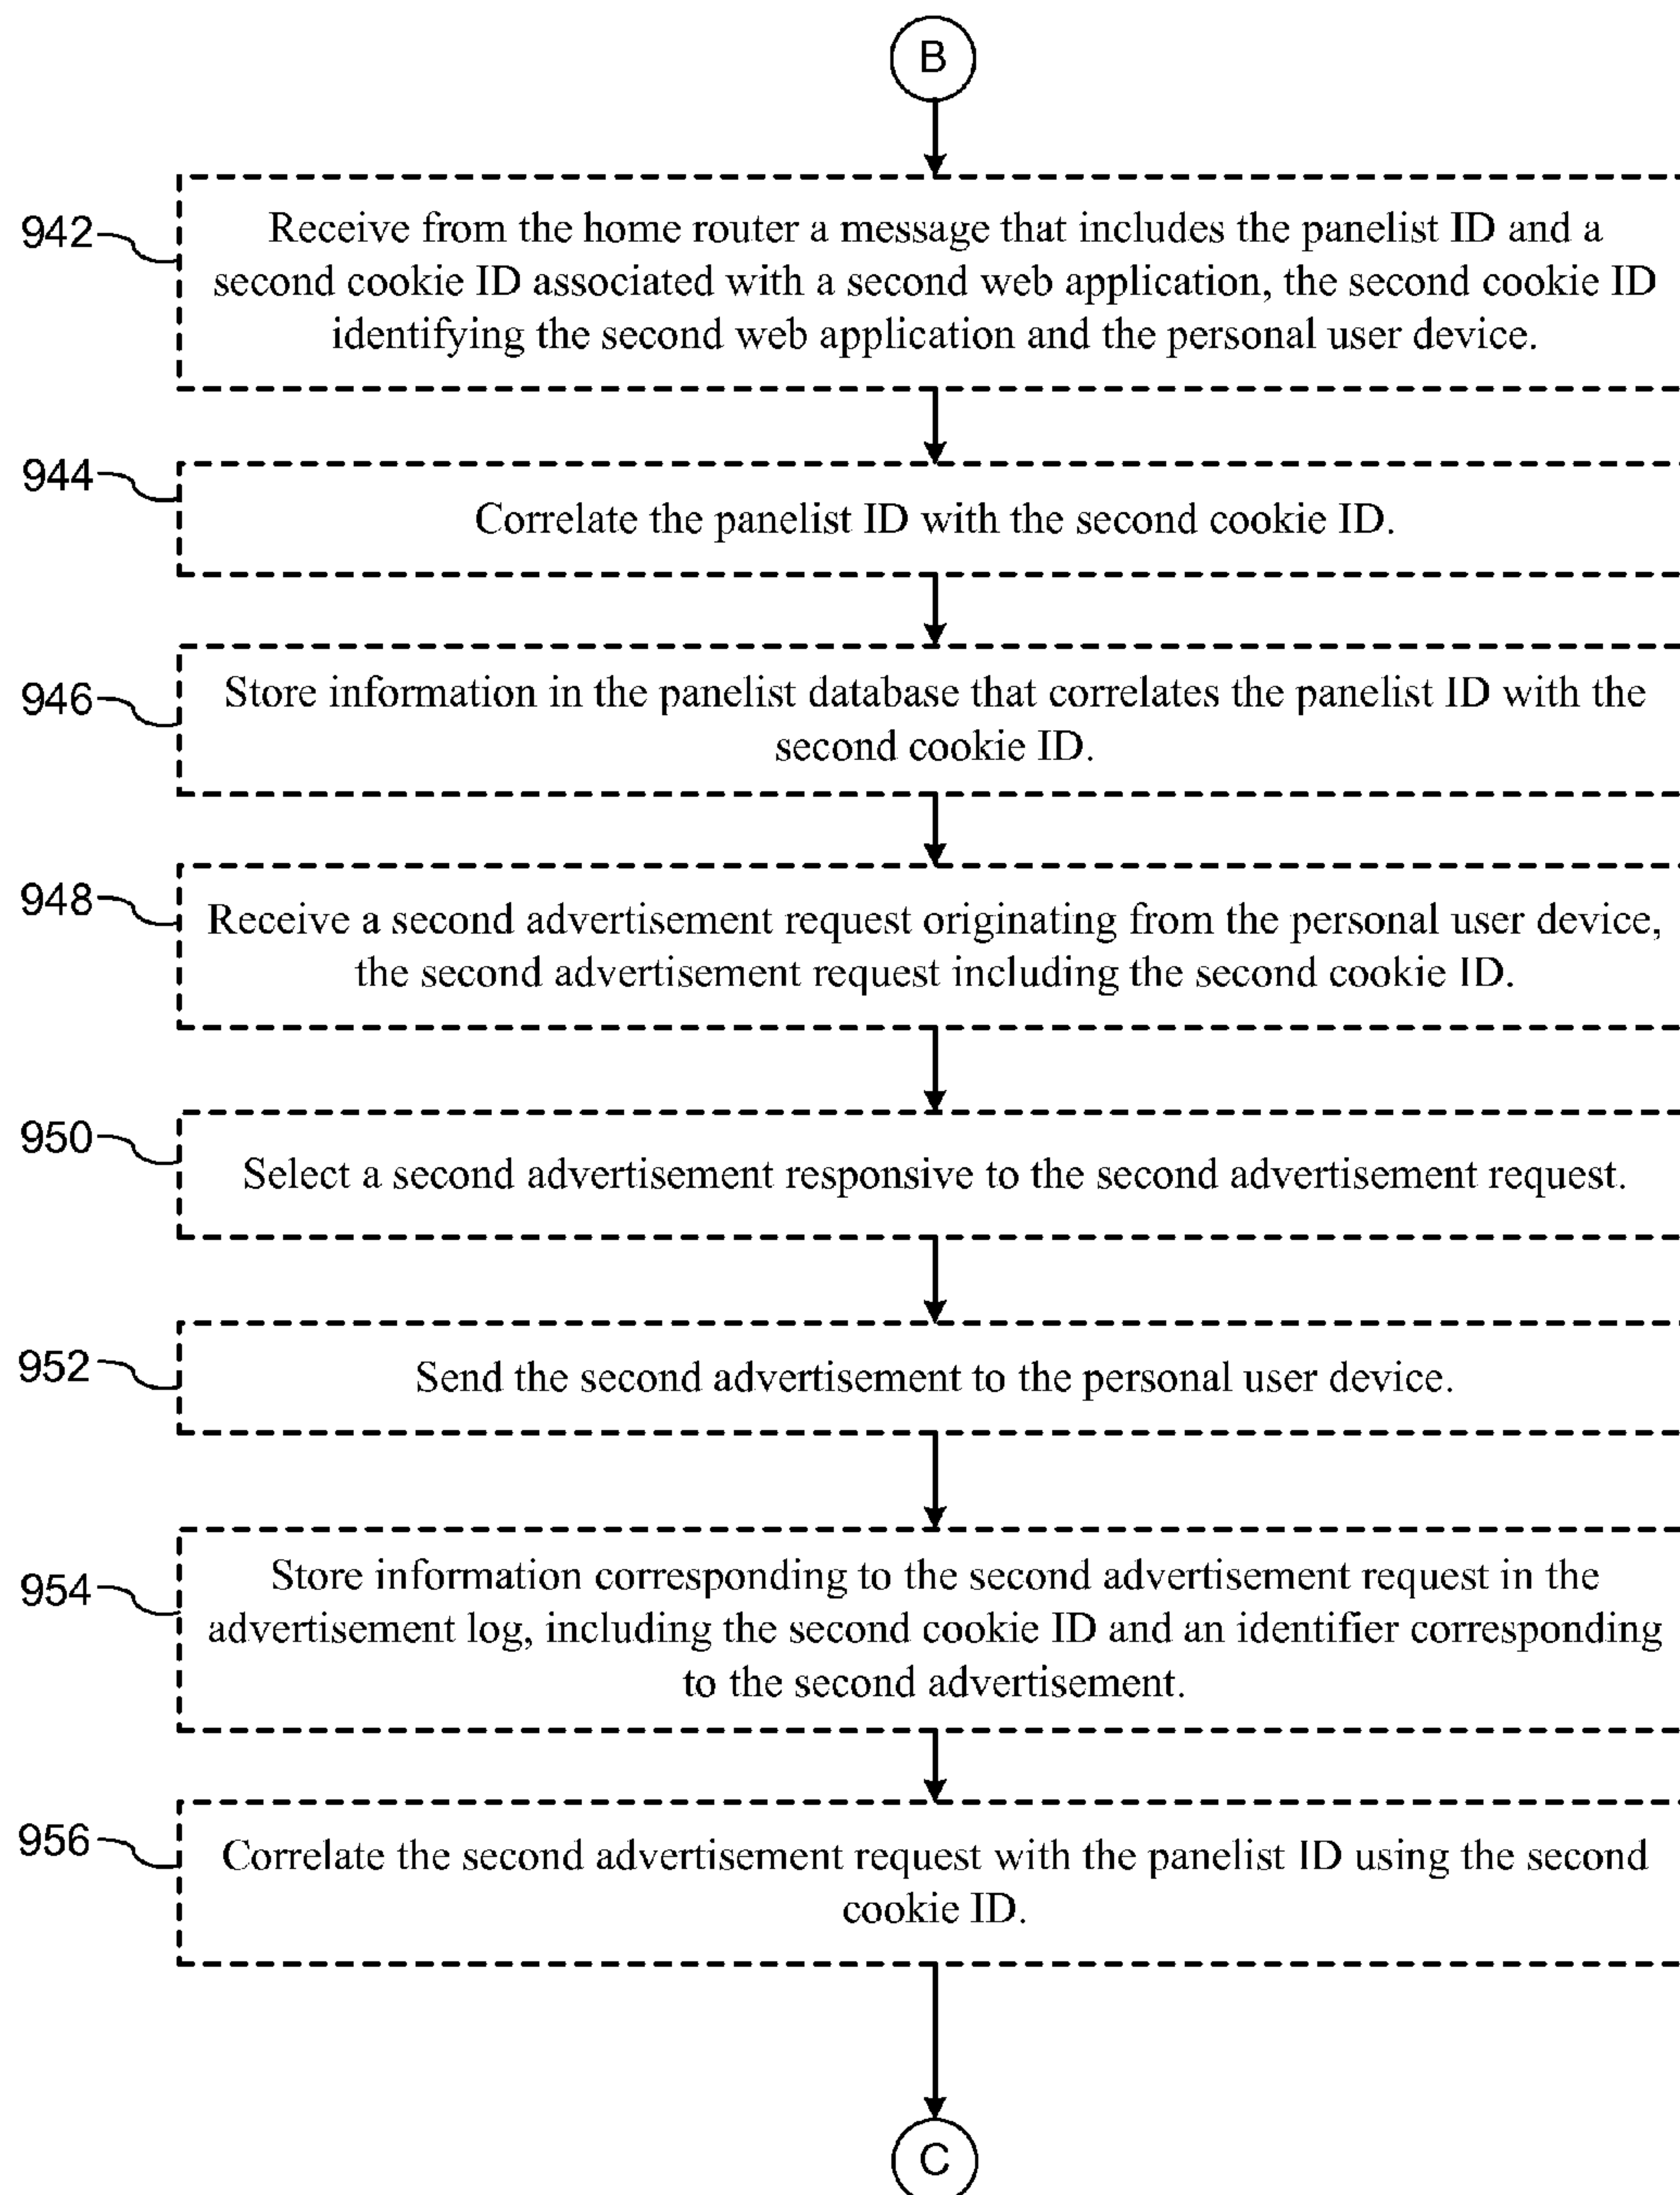 B
942
Receive from the home router a message that includes the panelist ID and a
second cookie ID associated with a second web application, the second cookie ID
identifying the second web application and the personal user device.
944
Correlate the panelist ID with the second cookie ID.
946
Store information in the panelist database that correlates the panelist ID with the
second cookie ID.
948
Receive a second advertisement request originating from the personal user device,
the second advertisement request including the second cookie ID.
950
Select a second advertisement responsive to the second advertisement request.
952
Send the second advertisement to the personal user device.
954
Store information corresponding to the second advertisement request in the
advertisement log, including the second cookie ID and an identifier corresponding
to the second advertisement.
956
Correlate the second advertisement request with the panelist ID using the second
cookie ID.
C